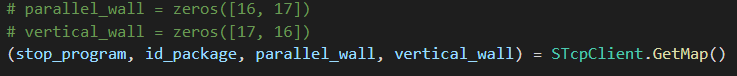 # parallel_wall = zeros([16, 17])
# vertical_wall = zeros([17, 16])
(stop_program, id_package, parallel_wall, vertical_wall) = STcpClient.GetMap()